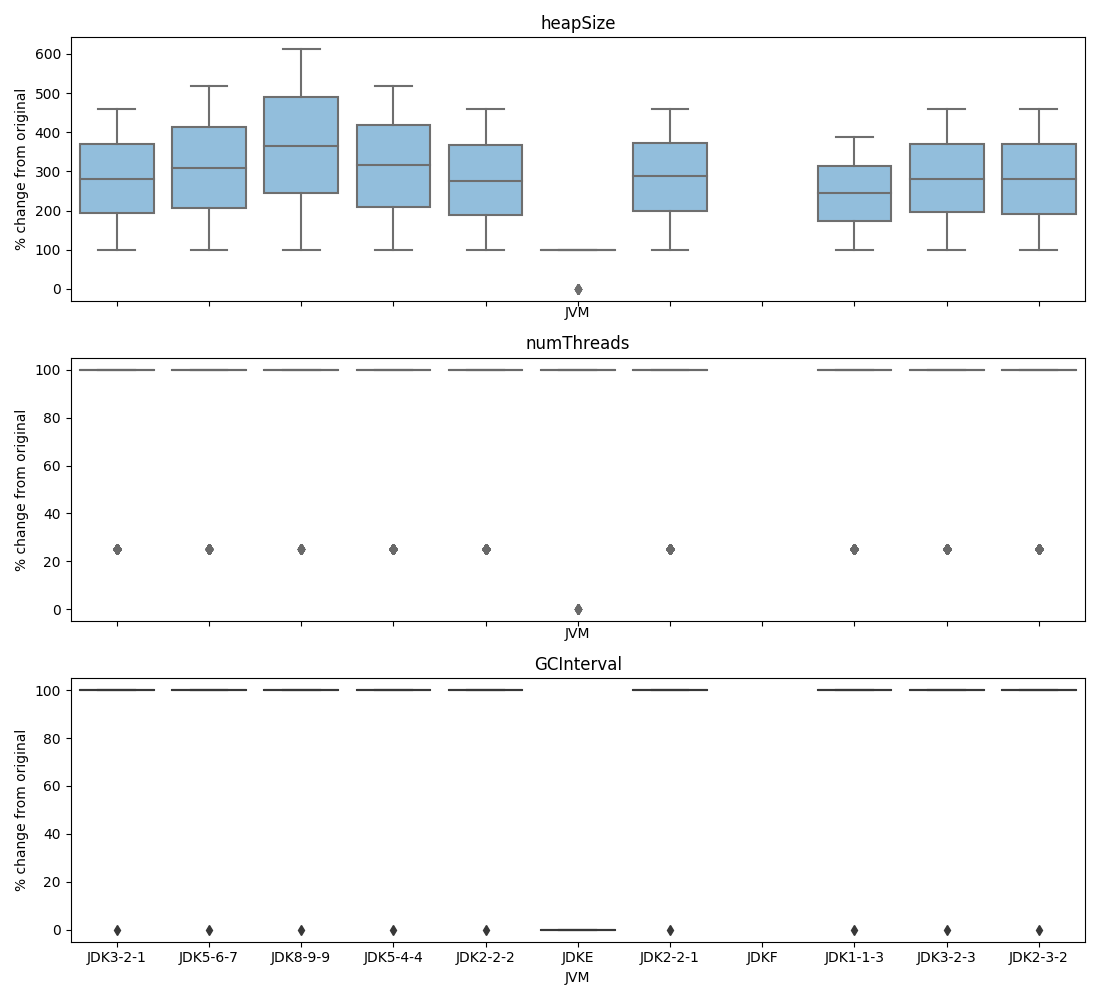 heapSize
% change from original
600
500
400
300
200
100
0
JVM
numThreads
% change from original
100
80
60
40
20
0
JVM
GCInterval
% change from original
100
80
60
40
20
0
JDK3-2-1 JDK5-6-7 JDK8-9-9 JDK5-4-4 JDK2-2-2 JDKE JDK2-2-1 JDKF JDK1-1-3 JDK3-2-3 JDK2-3-2
JVM